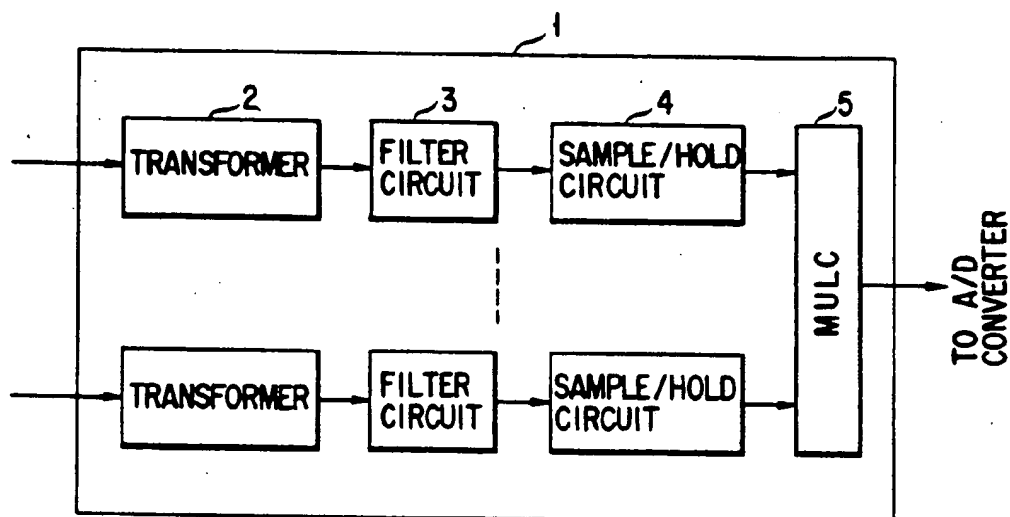 1
2
3
4
5
TRANSFORMER
FILTER
CIRCUIT
SAMPLE/HOLD
CIRCUIT
MULC
TO A/D
CONVERTER
TRANSFORMER
FILTER
CIRCUIT
SAMPLE/HOLD
CIRCUIT